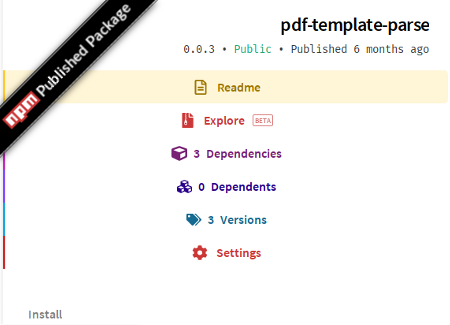 pdf-template-parse
0.0.3 • Public • Published 6 months ago
npm Published Package
Readme
Explore BETA
3 Dependencies
0 Dependents
3 Versions
Settings
Install